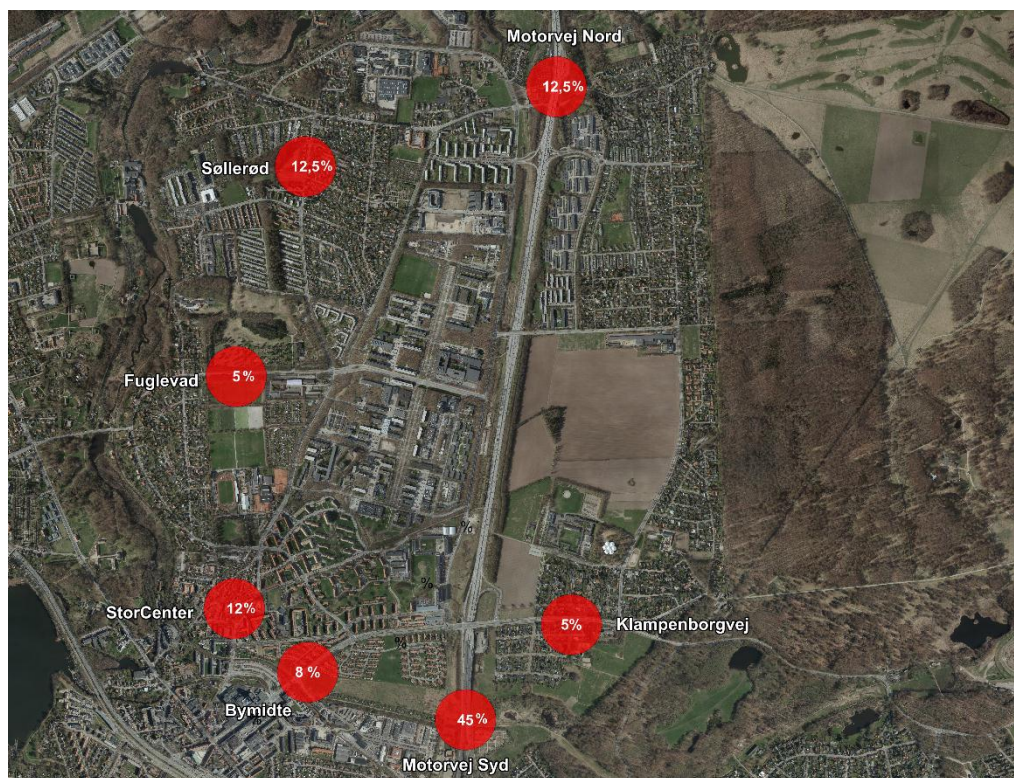 Motorvej Nord
12,5%
Søllerød
12,5%
Fuglevad
5 %
%
%
StorCenter
12%
5%
Klampenborgvej
%
8 %
Bymidte
45 %
Motorvej Syd